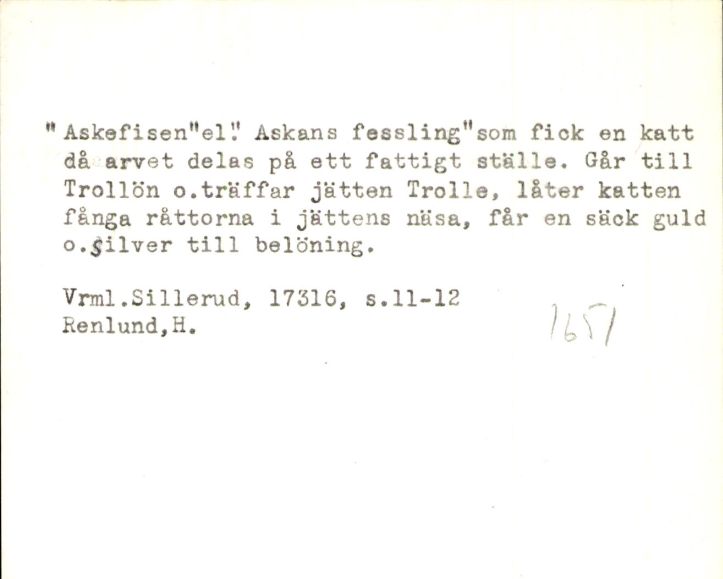 "Askefisen"el." Askans fessling"som fick en katt
då arvet delas på ett fattigt ställe. Går till
Trollön o.träffar jätten Trolle, låter katten
fånga råttorna i jättens näsa, får en säck guld
o.silver till belöning.
Vrml.Sillerud, 17316, s.11-12
Renlund,H.
1651